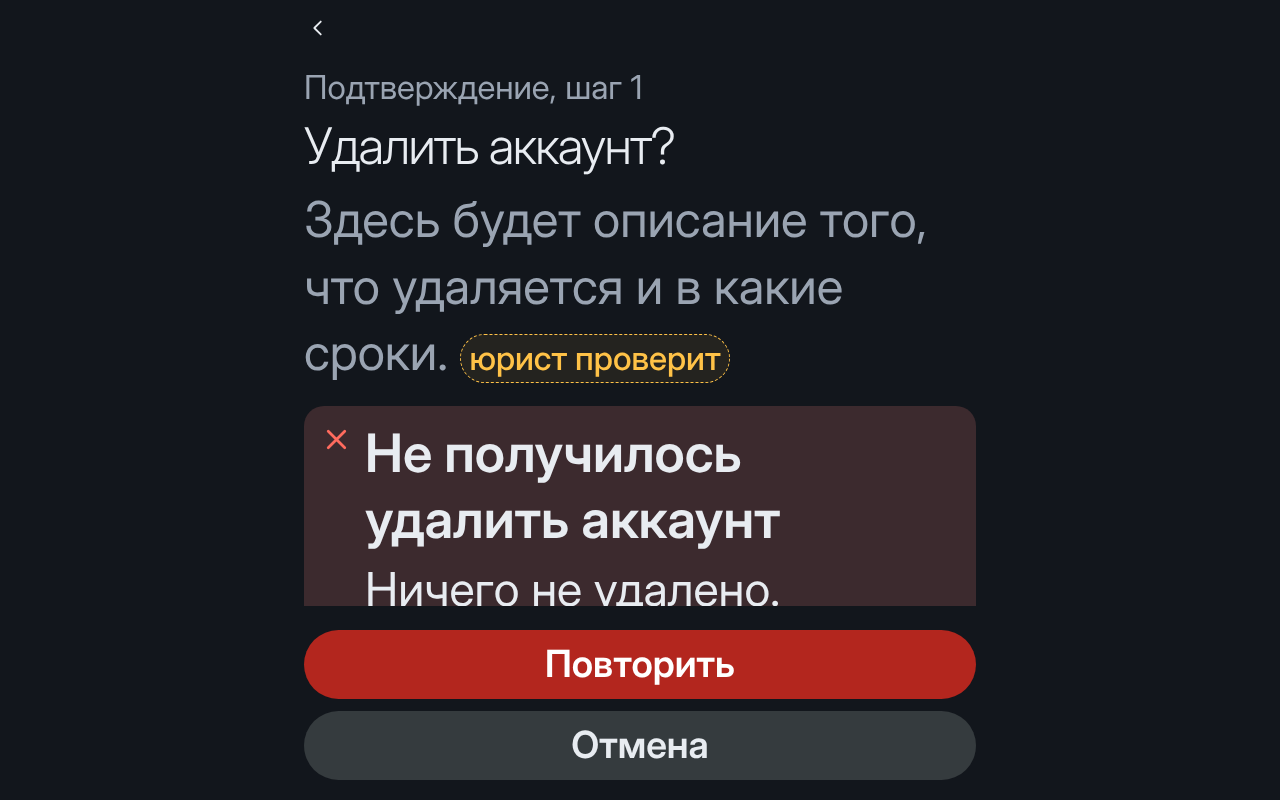 Подтверждение, шаг 1
Удалить аккаунт?
Здесь будет описание того,
что удаляется и в какие
сроки. юрист проверит
Не получилось
удалить аккаунт
Ничего не удалено.
Повторить
Отмена